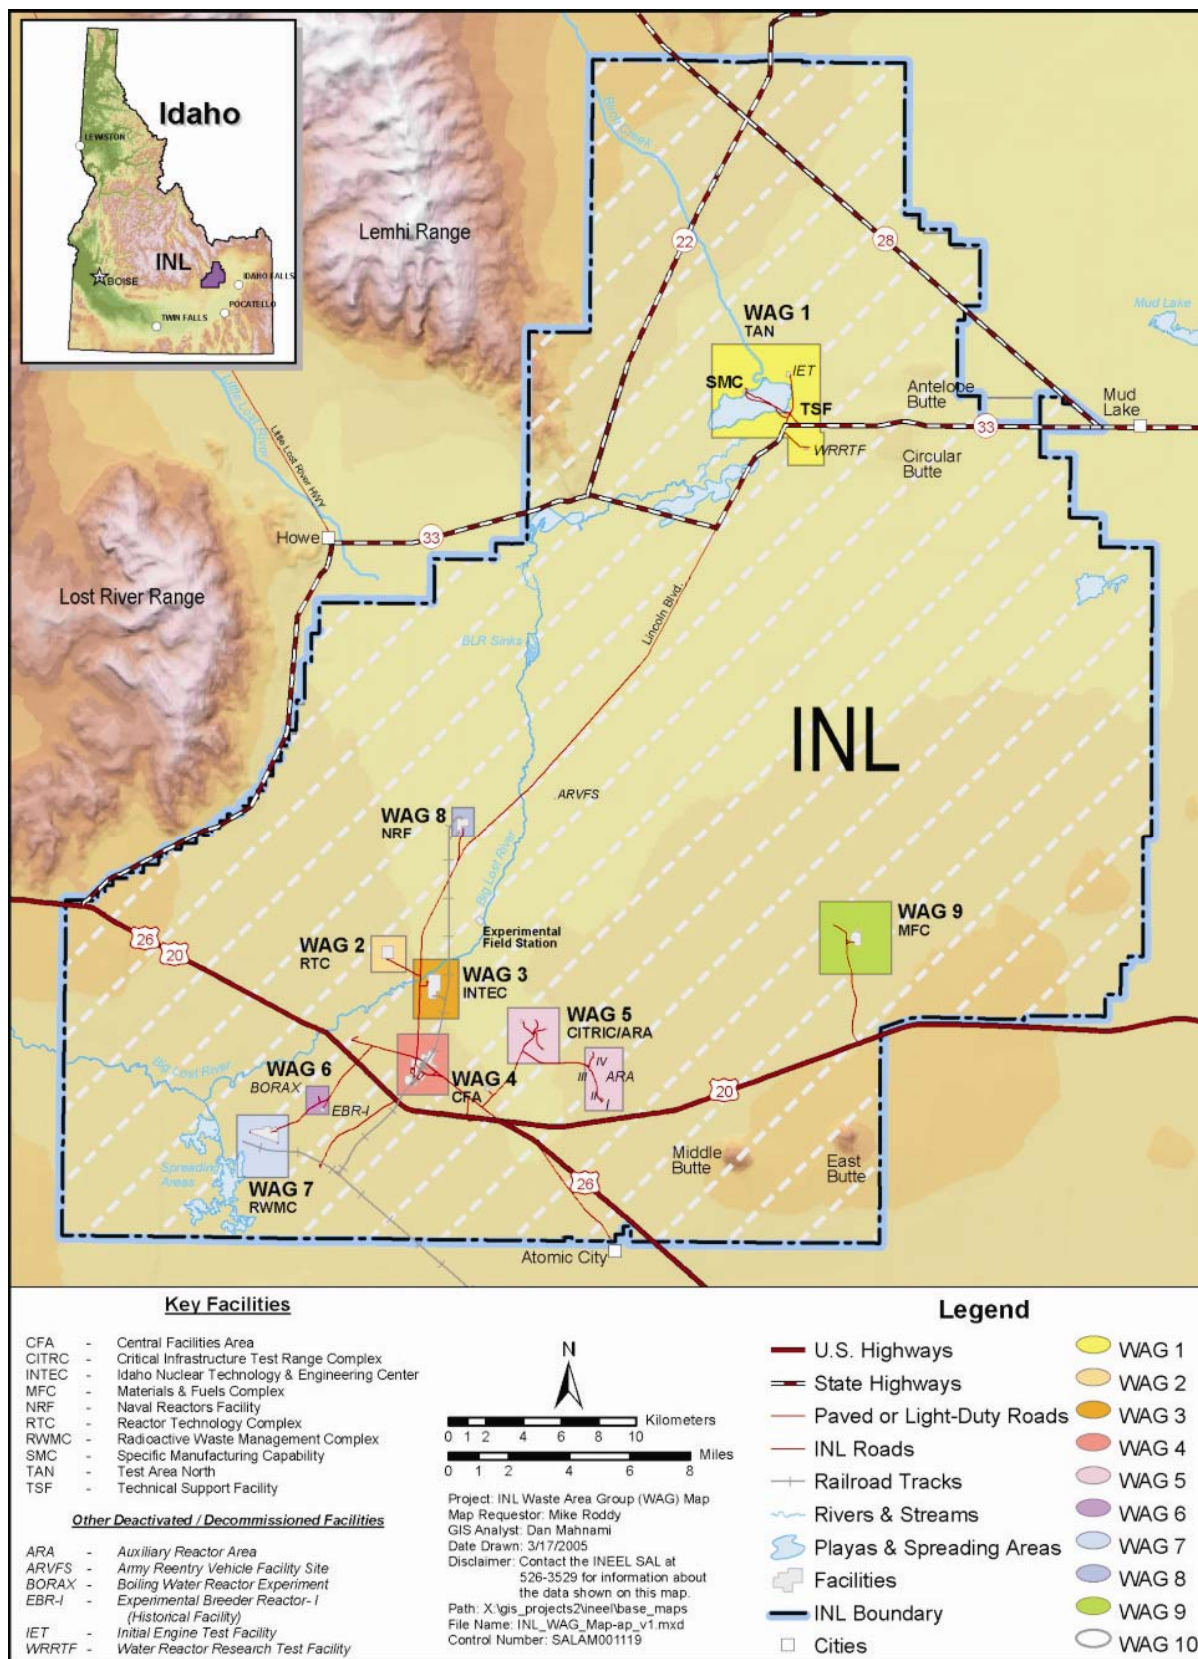 Idaho
LEWISTON
INL
BOISE
IDAHO FALLS
POCATELLO
TWIN FALLS
Lemhi Range
Birch Creek
22
28
WAG 1
TAN
Mud Lake
SMC
IET
TSF
Antelope
Butte
Mud
Lake
33
WRRTF
Circular
Butte
Little Lost River
Little Lost River HWY
Howe
33
Lost River Range
BLR Sinks
Lincoln Blvd.
INL
ARVFS
WAG 8
NRF
Big Lost River
WAG 9
MFC
26
20
Experimental
Field Station
WAG 2
RTC
WAG 3
INTEC
WAG 5
CITRIC/ARA
Big Lost River
WAG 6
BORAX
EBR-I
WAG 4
CFA
IV
III
ARA
II
I
20
Middle
Butte
East
Butte
Spreading
Areas
WAG 7
RWMC
26
Atomic City
Key Facilities
CFA - Central Facilities Area
CITRC - Critical Infrastructure Test Range Complex
INTEC - Idaho Nuclear Technology & Engineering Center
MFC - Materials & Fuels Complex
NRF - Naval Reactors Facility
RTC - Reactor Technology Complex
RWMC - Radioactive Waste Management Complex
SMC - Specific Manufacturing Capability
TAN - Test Area North
TSF - Technical Support Facility
Other Deactivated / Decommissioned Facilities
ARA - Auxiliary Reactor Area
ARVFS - Army Reentry Vehicle Facility Site
BORAX - Boiling Water Reactor Experiment
EBR-I - Experimental Breeder Reactor- I
(Historical Facility)
IET - Initial Engine Test Facility
WRRTF - Water Reactor Research Test Facility
N
Kilometers
0 2 4 6 8 10
Miles
0 1 2 4 6 8
Project: INL Waste Area Group (WAG) Map
Map Requestor: Mike Roddy
GIS Analyst: Dan Mahnami
Date Drawn: 3/17/2005
Disclaimer: Contact the INEEL SAL at
526-3529 for information about
the data shown on this map.
Path: X:\gis_projects2\ineel\base_maps
File Name: INL_WAG_Map-ap_v1.mxd
Control Number: SALAM001119
Legend
U.S. Highways
State Highways
Paved or Light-Duty Roads
INL Roads
Railroad Tracks
Rivers & Streams
Playas & Spreading Areas
Facilities
INL Boundary
Cities
WAG 1
WAG 2
WAG 3
WAG 4
WAG 5
WAG 6
WAG 7
WAG 8
WAG 9
WAG 10